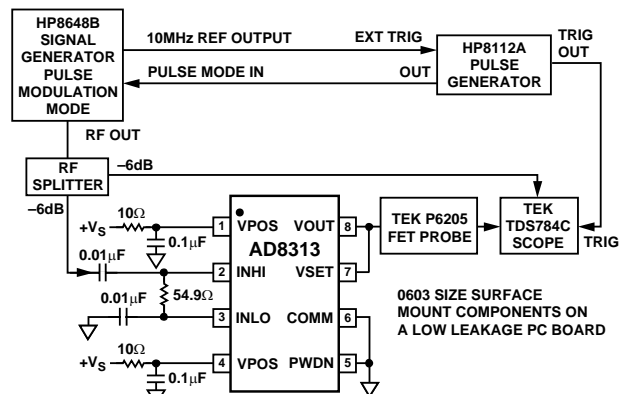 HP8648B
SIGNAL
GENERATOR
PULSE
MODULATION
MODE
10MHz REF OUTPUT
EXT TRIG
HP8112A
PULSE
GENERATOR
TRIG
OUT
PULSE MODE IN
OUT
RF OUT
RF
SPLITTER
–6dB
–6dB
+VS
10Ω
0.1μF
0.01μF
54.9Ω
0.01μF
+VS
10Ω
0.1μF
1
VPOS
VOUT
8
AD8313
2
INHI
VSET
7
3
INLO
COMM
6
4
VPOS
PWDN
5
TEK P6205
FET PROBE
TEK
TDS784C
SCOPE
TRIG
0603 SIZE SURFACE
MOUNT COMPONENTS ON
A LOW LEAKAGE PC BOARD